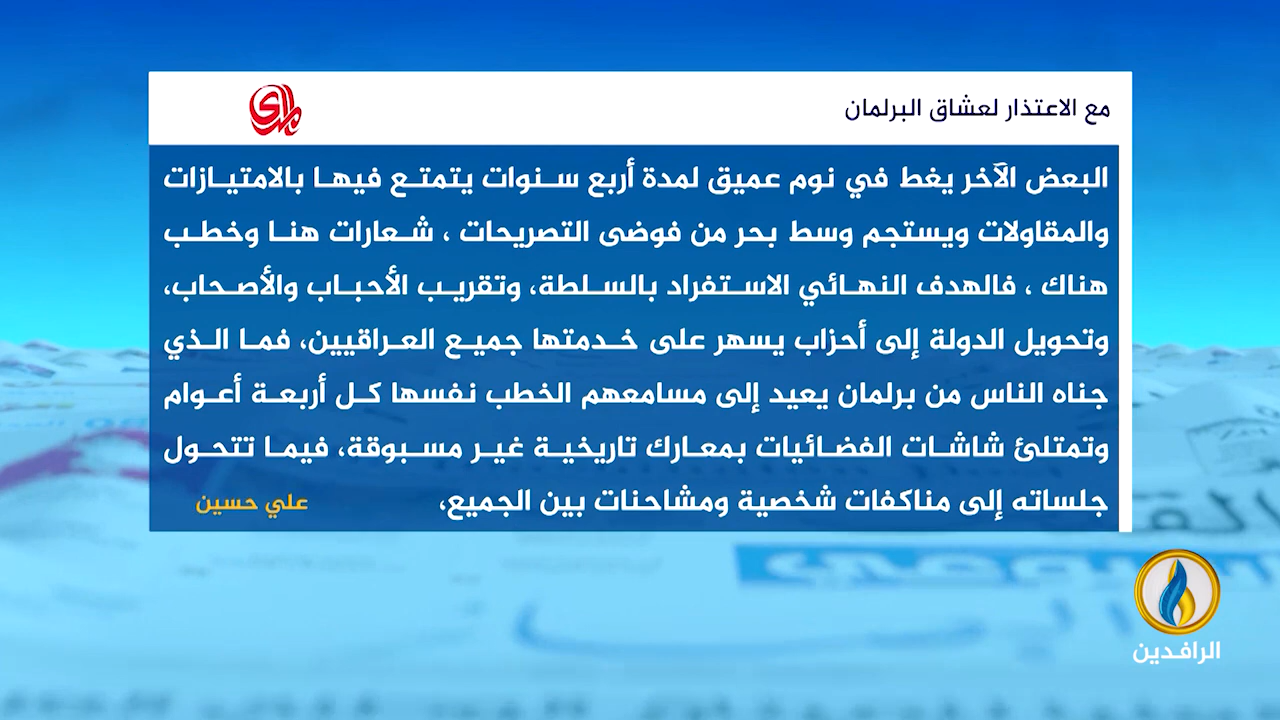 مع الاعتذار لعشاق البرلمان
المدى
البعض الآخر يغط في نوم عميق لمدة أربع سنوات يتمتع فيها بالامتيازات
والمقاولات ويستجم وسط بحر من فوضى التصريحات ، شعارات هنا وخطب
هناك ، فالهدف النهائي الاستفراد بالسلطة، وتقريب الأحباب والأصحاب،
وتحويل الدولة إلى أحزاب يسهر على خدمتها جميع العراقيين، فما الذي
جناه الناس من برلمان يعيد إلى مسامعهم الخطب نفسها كل أربعة أعوام
وتمتلئ شاشات الفضائيات بمعارك تاريخية غير مسبوقة، فيما تتحول
جلساته إلى مناكفات شخصية ومشاحنات بين الجميع،
علي حسين
الرافدين